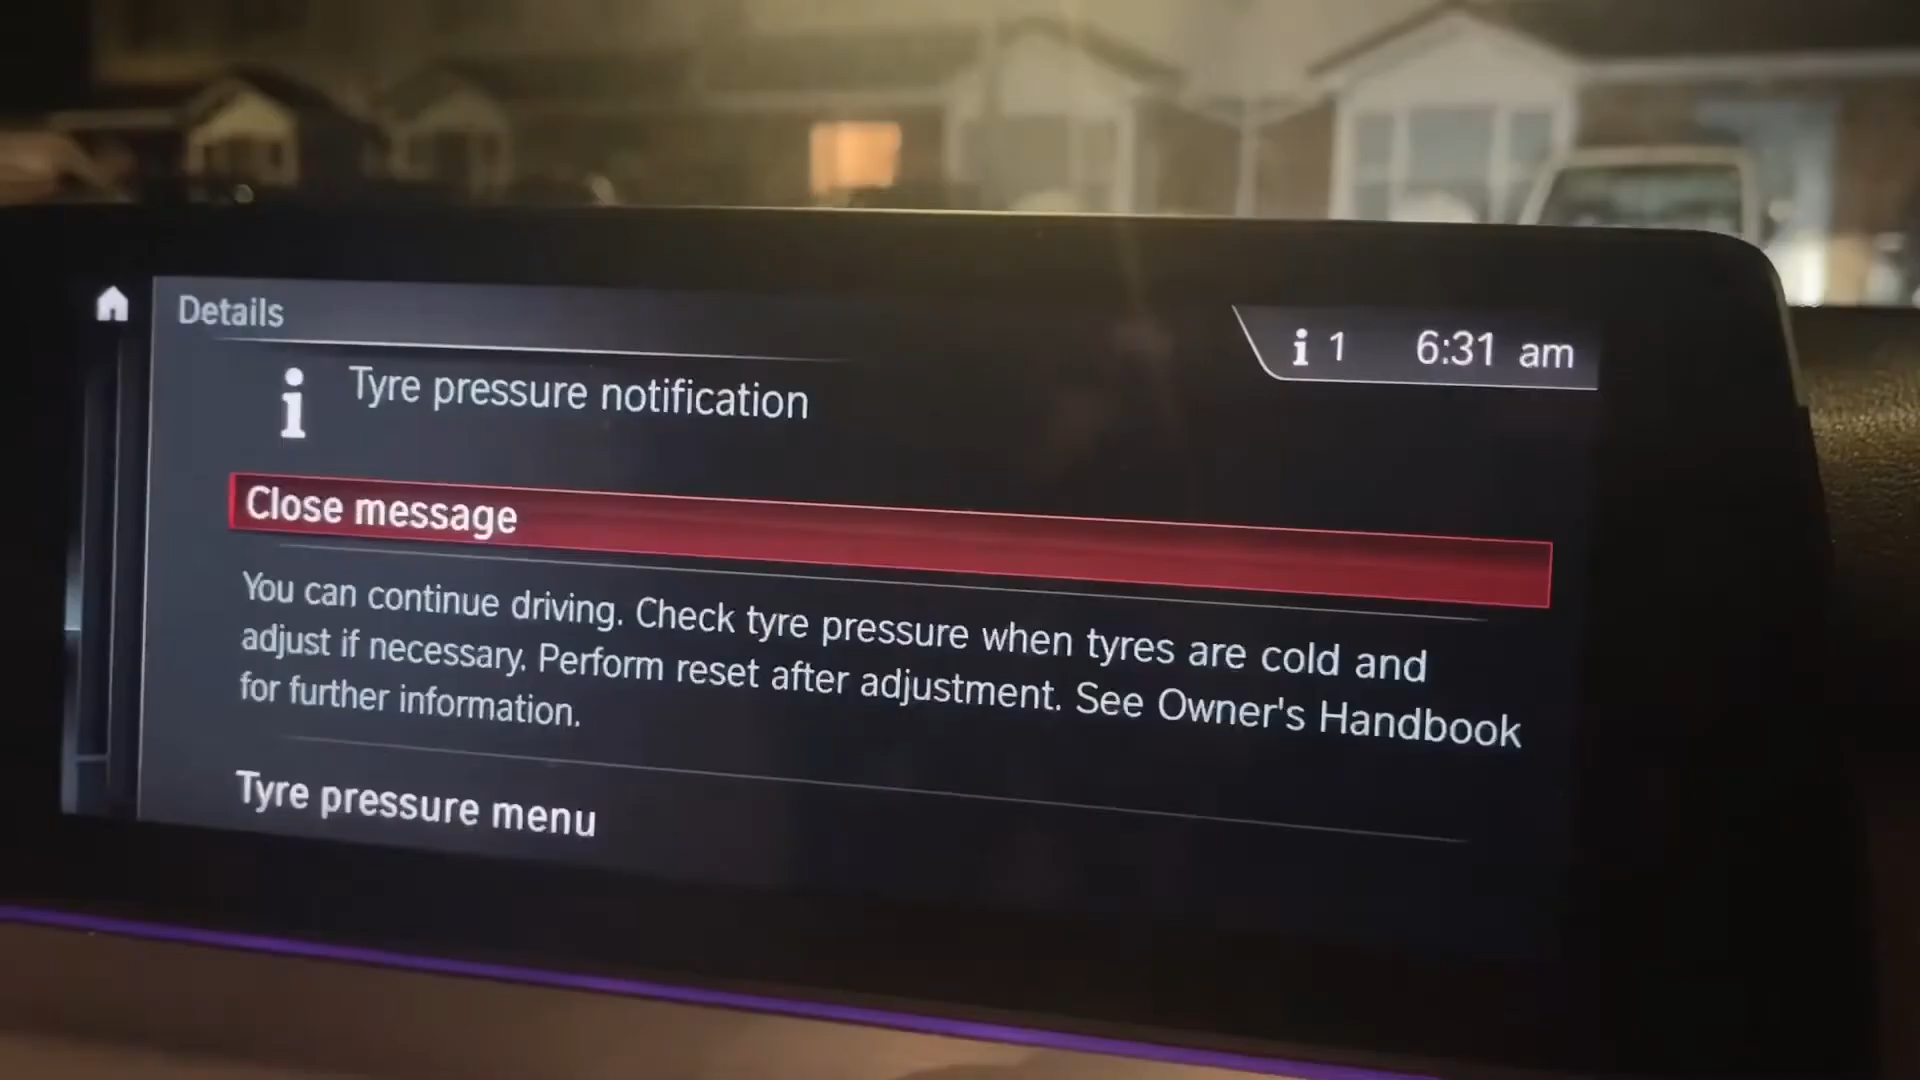 Details
i 1 6:31 am
i Tyre pressure notification
Close message
You can continue driving. Check tyre pressure when tyres are cold and
adjust if necessary. Perform reset after adjustment. See Owner's Handbook
for further information.
Tyre pressure menu